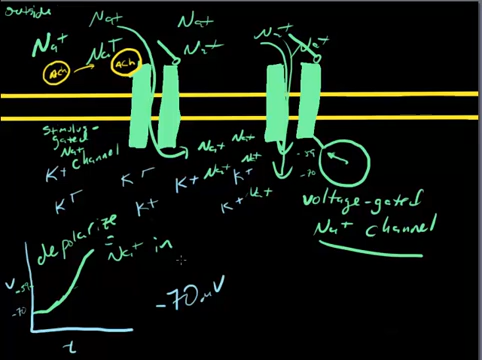 outside
Na+ Na+ Na+ Na+
Na+ Na+ Na+
ACh ACh
stimulus-
gated
Na+
channel
Na+ Na+
Na+ Na+
K+ K+ K+ K+
K+ K+ K+ K+
-55
-70
voltage-gated
Na+ channel
depolarize
= Na+ in
V
-55
-70
t
-70mV